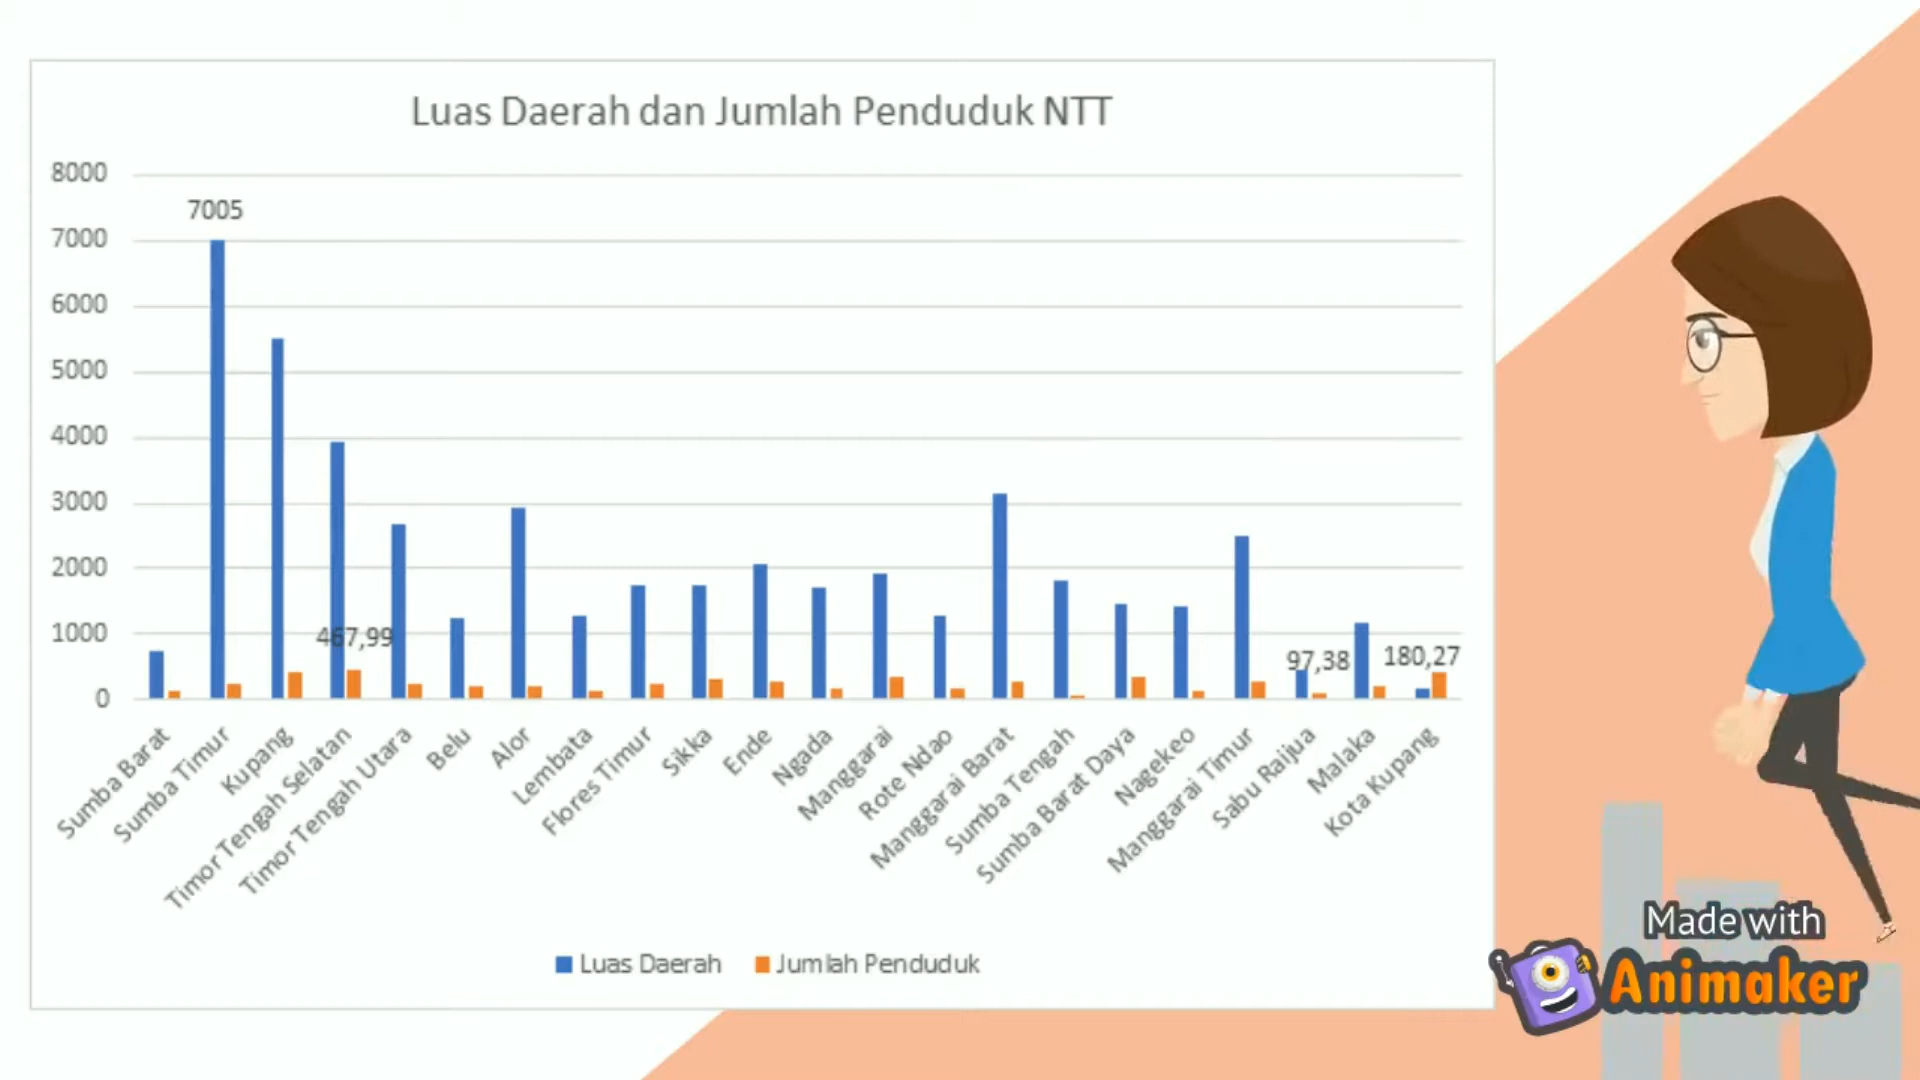 Luas Daerah dan Jumlah Penduduk NTT
8000
7005
7000
6000
5000
4000
3000
2000
1000
467,99
97,38
180,27
0
Sumba Barat
Sumba Timur
Kupang
Timor Tengah Selatan
Timor Tengah Utara
Belu
Alor
Lembata
Flores Timur
Sikka
Ende
Ngada
Manggarai
Rote Ndao
Manggarai Barat
Sumba Tengah
Sumba Barat Daya
Nagekeo
Manggarai Timur
Sabu Raijua
Malaka
Kota Kupang
Luas Daerah
Jumlah Penduduk
Made with
Animaker